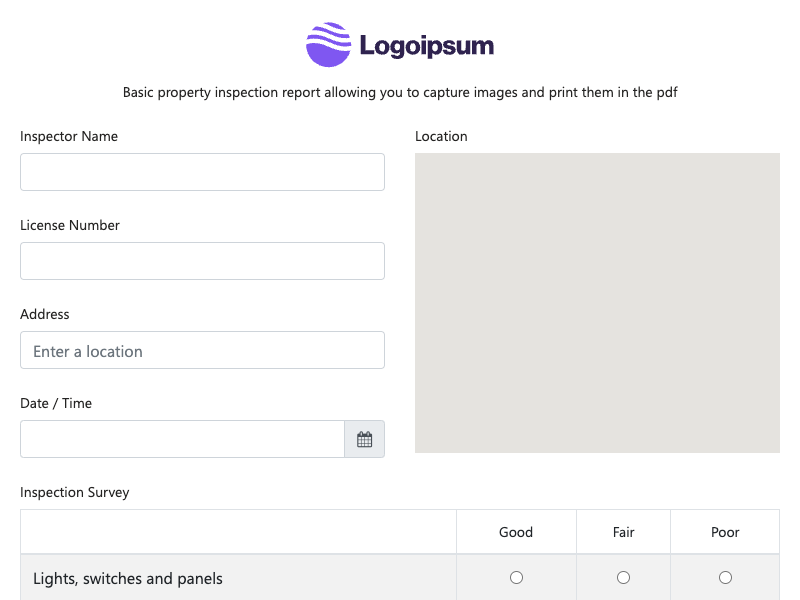 Logoipsum
Basic property inspection report allowing you to capture images and print them in the pdf
Inspector Name
Location
License Number
Address
Enter a location
Date / Time
Inspection Survey
Good Fair Poor
Lights, switches and panels